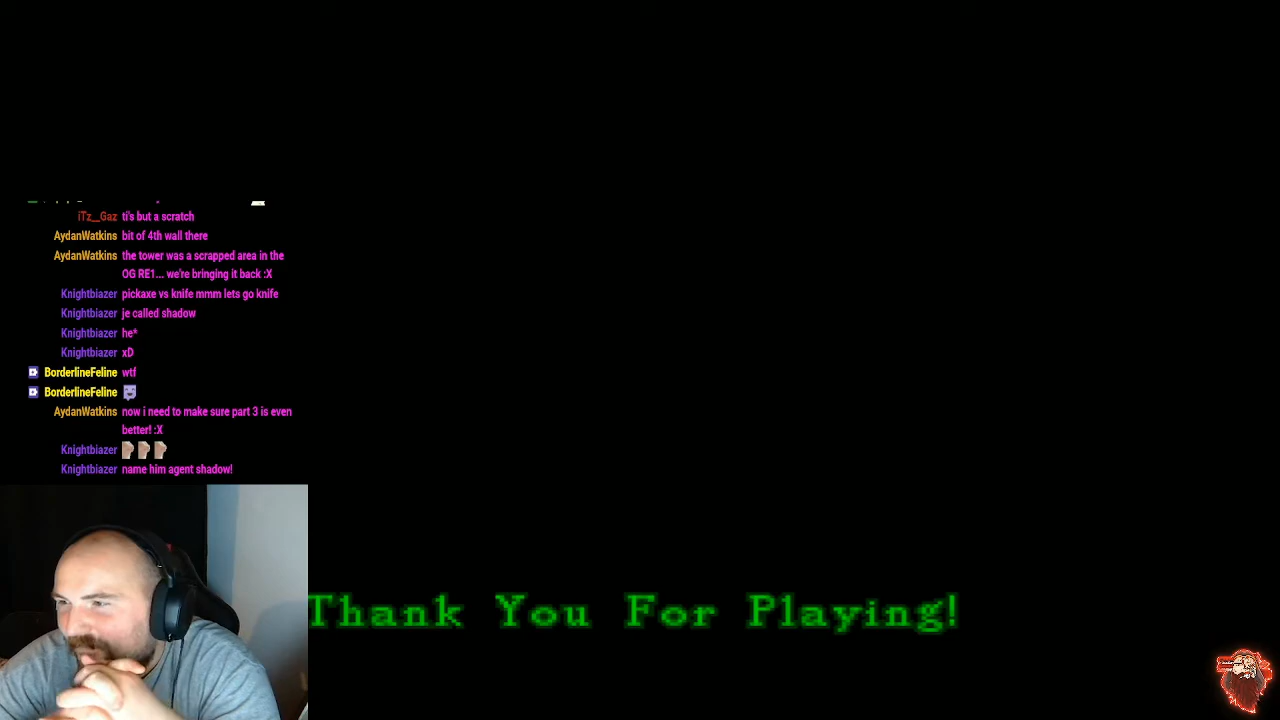 iTz__Gaz ti's but a scratch
AydanWatkins bit of 4th wall there
AydanWatkins the tower was a scrapped area in the
OG RE1... we're bringing it back :X
Knightbiazer pickaxe vs knife mmm lets go knife
Knightbiazer je called shadow
Knightbiazer he*
Knightbiazer xD
BorderlineFeline wtf
BorderlineFeline
AydanWatkins now i need to make sure part 3 is even
better! :X
Knightbiazer
Knightbiazer name him agent shadow!
Thank You For Playing!